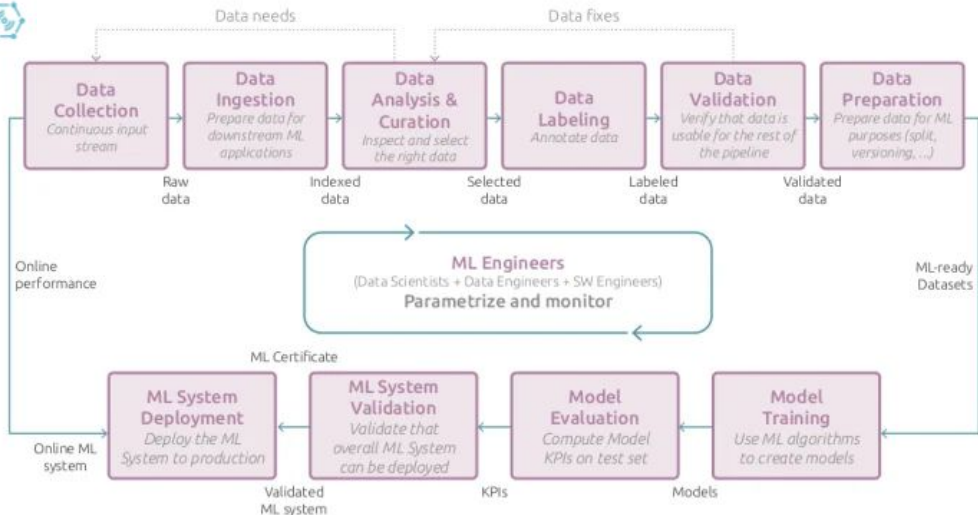 Data needs
Data fixes
Data
Collection
Continuous input
stream
Data
Ingestion
Prepare data for
downstream ML
applications
Data
Analysis &
Curation
Inspect and select
the right data
Data
Labeling
Annotate data
Data
Validation
Verify that data is
usable for the rest of
the pipeline
Data
Preparation
Prepare data for ML
purposes (split,
versioning, ...)
Raw
data
Indexed
data
Selected
data
Labeled
data
Validated
data
Online
performance
ML Engineers
(Data Scientists + Data Engineers + SW Engineers)
Parametrize and monitor
ML-ready
Datasets
ML Certificate
ML System
Deployment
Deploy the ML
System to production
ML System
Validation
Validate that
overall ML System
can be deployed
Model
Evaluation
Compute Model
KPIs on test set
Model
Training
Use ML algorithms
to create models
Online ML
system
Validated
ML system
KPIs
Models